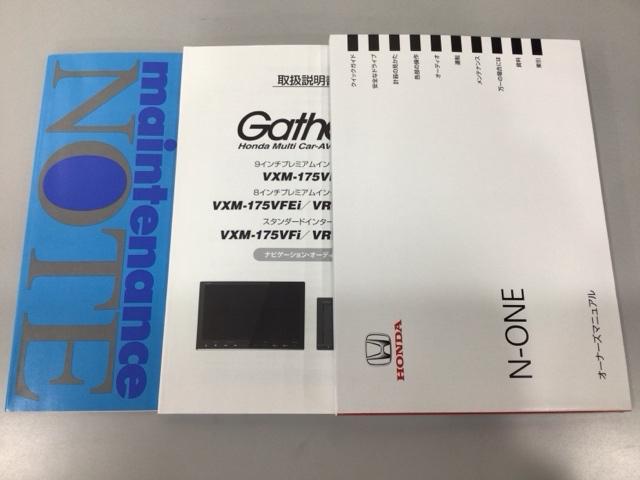 maintenance
NOTE
取扱説明
Gathe
Honda Multi Car-AV
9インチプレミアムイン
VXM-175V
8インチプレミアムイン
VXM-175VFEi/VR
スタンダードインター
VXM-175VFi/VR
ナビゲーション・オーディ
クイックガイド
安全なドライブ
計器の見かた
各部の操作
オーディオ
運転
メンテナンス
万一の場合には
資料
索引
HONDA
N-ONE
オーナーズマニュアル